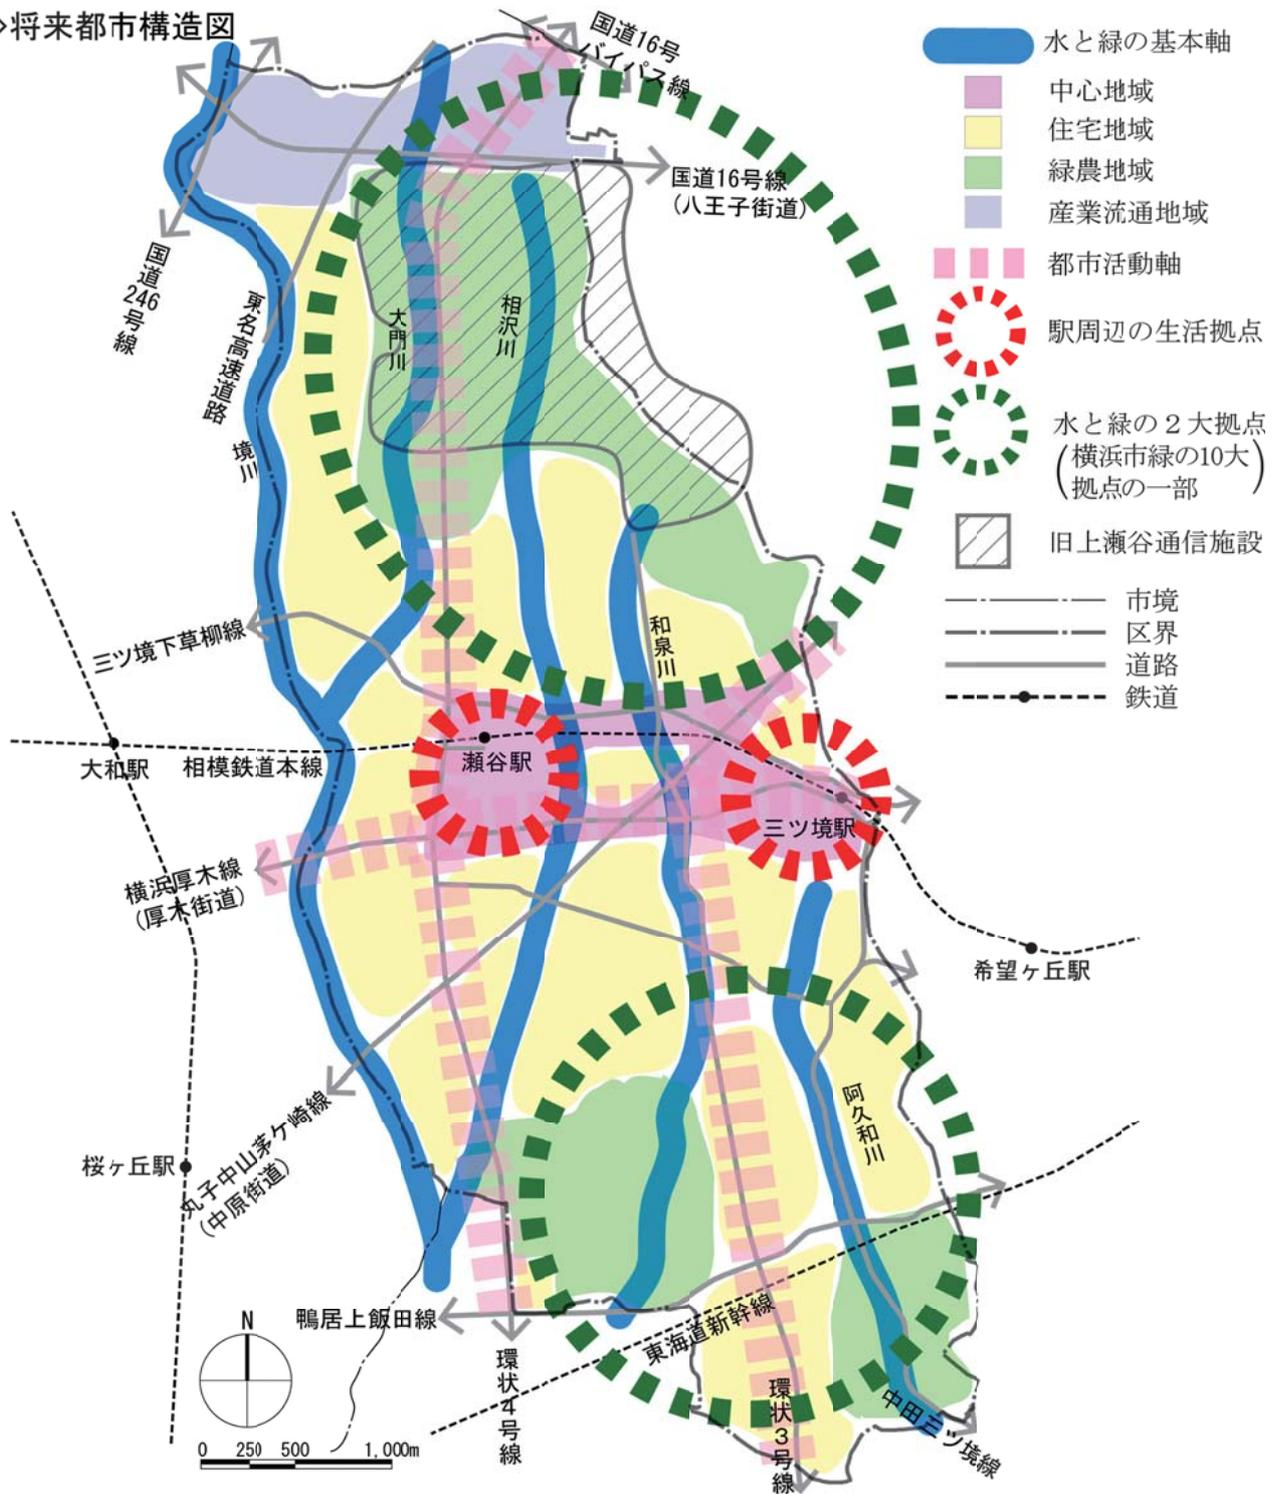 将来都市構造図
国道16号
バイパス線
国道16号線
(八王子街道)
国道
246
号線
東名高速道路
境川
大門川
相沢川
和泉川
三ツ境下草柳線
大和駅
相模鉄道本線
瀬谷駅
三ツ境駅
横浜厚木線
(厚木街道)
希望ヶ丘駅
阿久和川
丸子中山茅ケ崎線
(中原街道)
桜ヶ丘駅
鴨居上飯田線
東海道新幹線
環状4号線
環状3号線
中田三ツ境線
N
0 250 500 1,000m
水と緑の基本軸
中心地域
住宅地域
緑農地域
産業流通地域
都市活動軸
駅周辺の生活拠点
水と緑の2大拠点
(横浜市緑の10大
拠点の一部)
旧上瀬谷通信施設
市境
区界
道路
鉄道